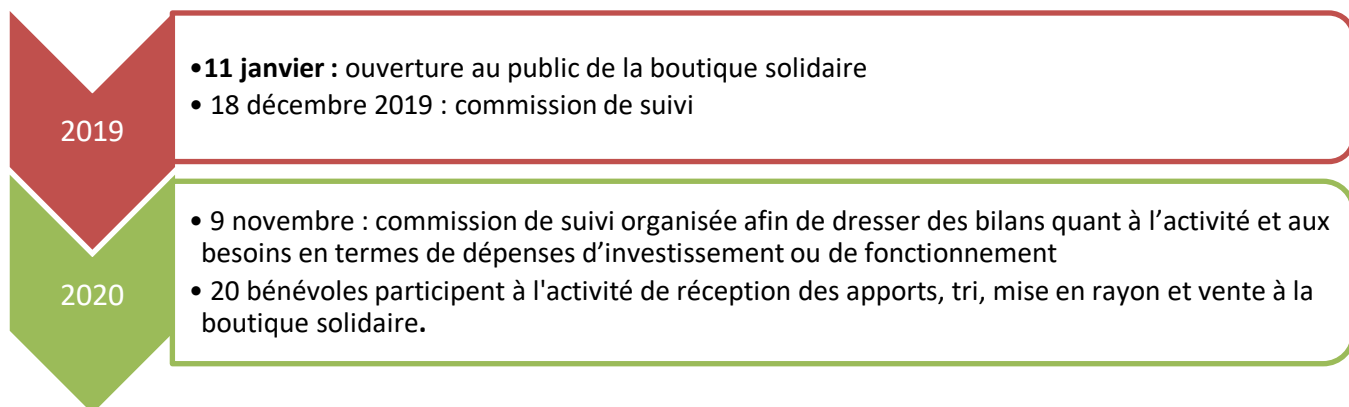 2019
•11 janvier : ouverture au public de la boutique solidaire
• 18 décembre 2019 : commission de suivi
2020
• 9 novembre : commission de suivi organisée afin de dresser des bilans quant à l’activité et aux
besoins en termes de dépenses d’investissement ou de fonctionnement
• 20 bénévoles participent à l'activité de réception des apports, tri, mise en rayon et vente à la
boutique solidaire.